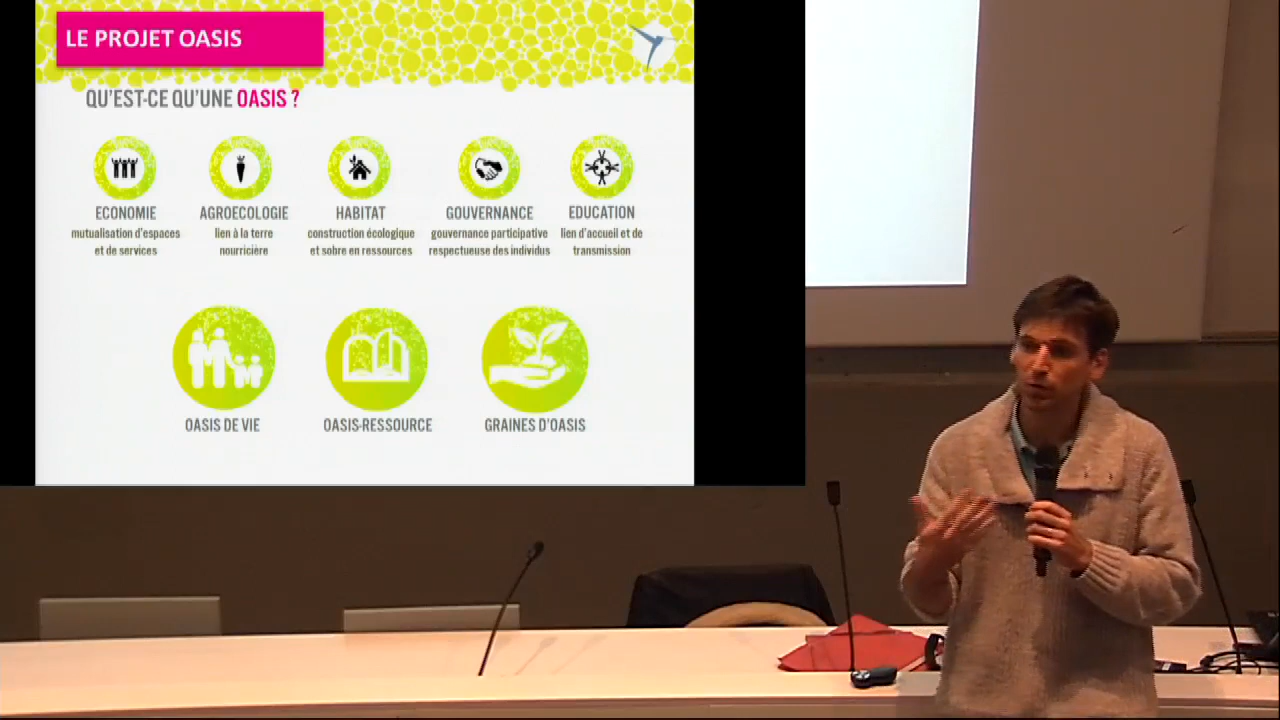 LE PROJET OASIS
QU'EST-CE QU'UNE OASIS ?
ECONOMIE
mutualisation d'espaces
et de services
AGROECOLOGIE
lien à la terre
nourricière
HABITAT
construction écologique
et sobre en ressources
GOUVERNANCE
gouvernance participative
respectueuse des individus
EDUCATION
lien d'accueil et de
transmission
OASIS DE VIE
OASIS-RESSOURCE
GRAINES D'OASIS